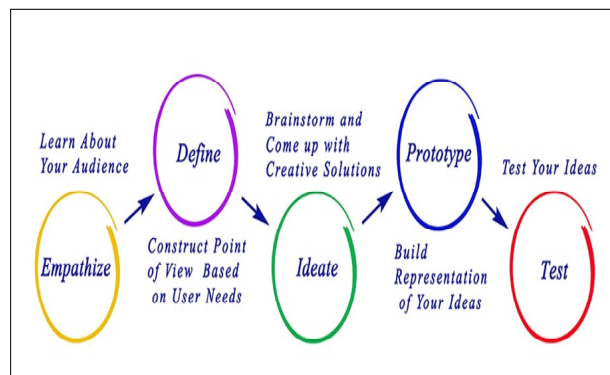 Learn About
Your Audience
Empathize
Define
Construct Point
of View Based
on User Needs
Brainstorm and
Come up with
Creative Solutions
Ideate
Prototype
Build
Representation
of Your Ideas
Test Your Ideas
Test